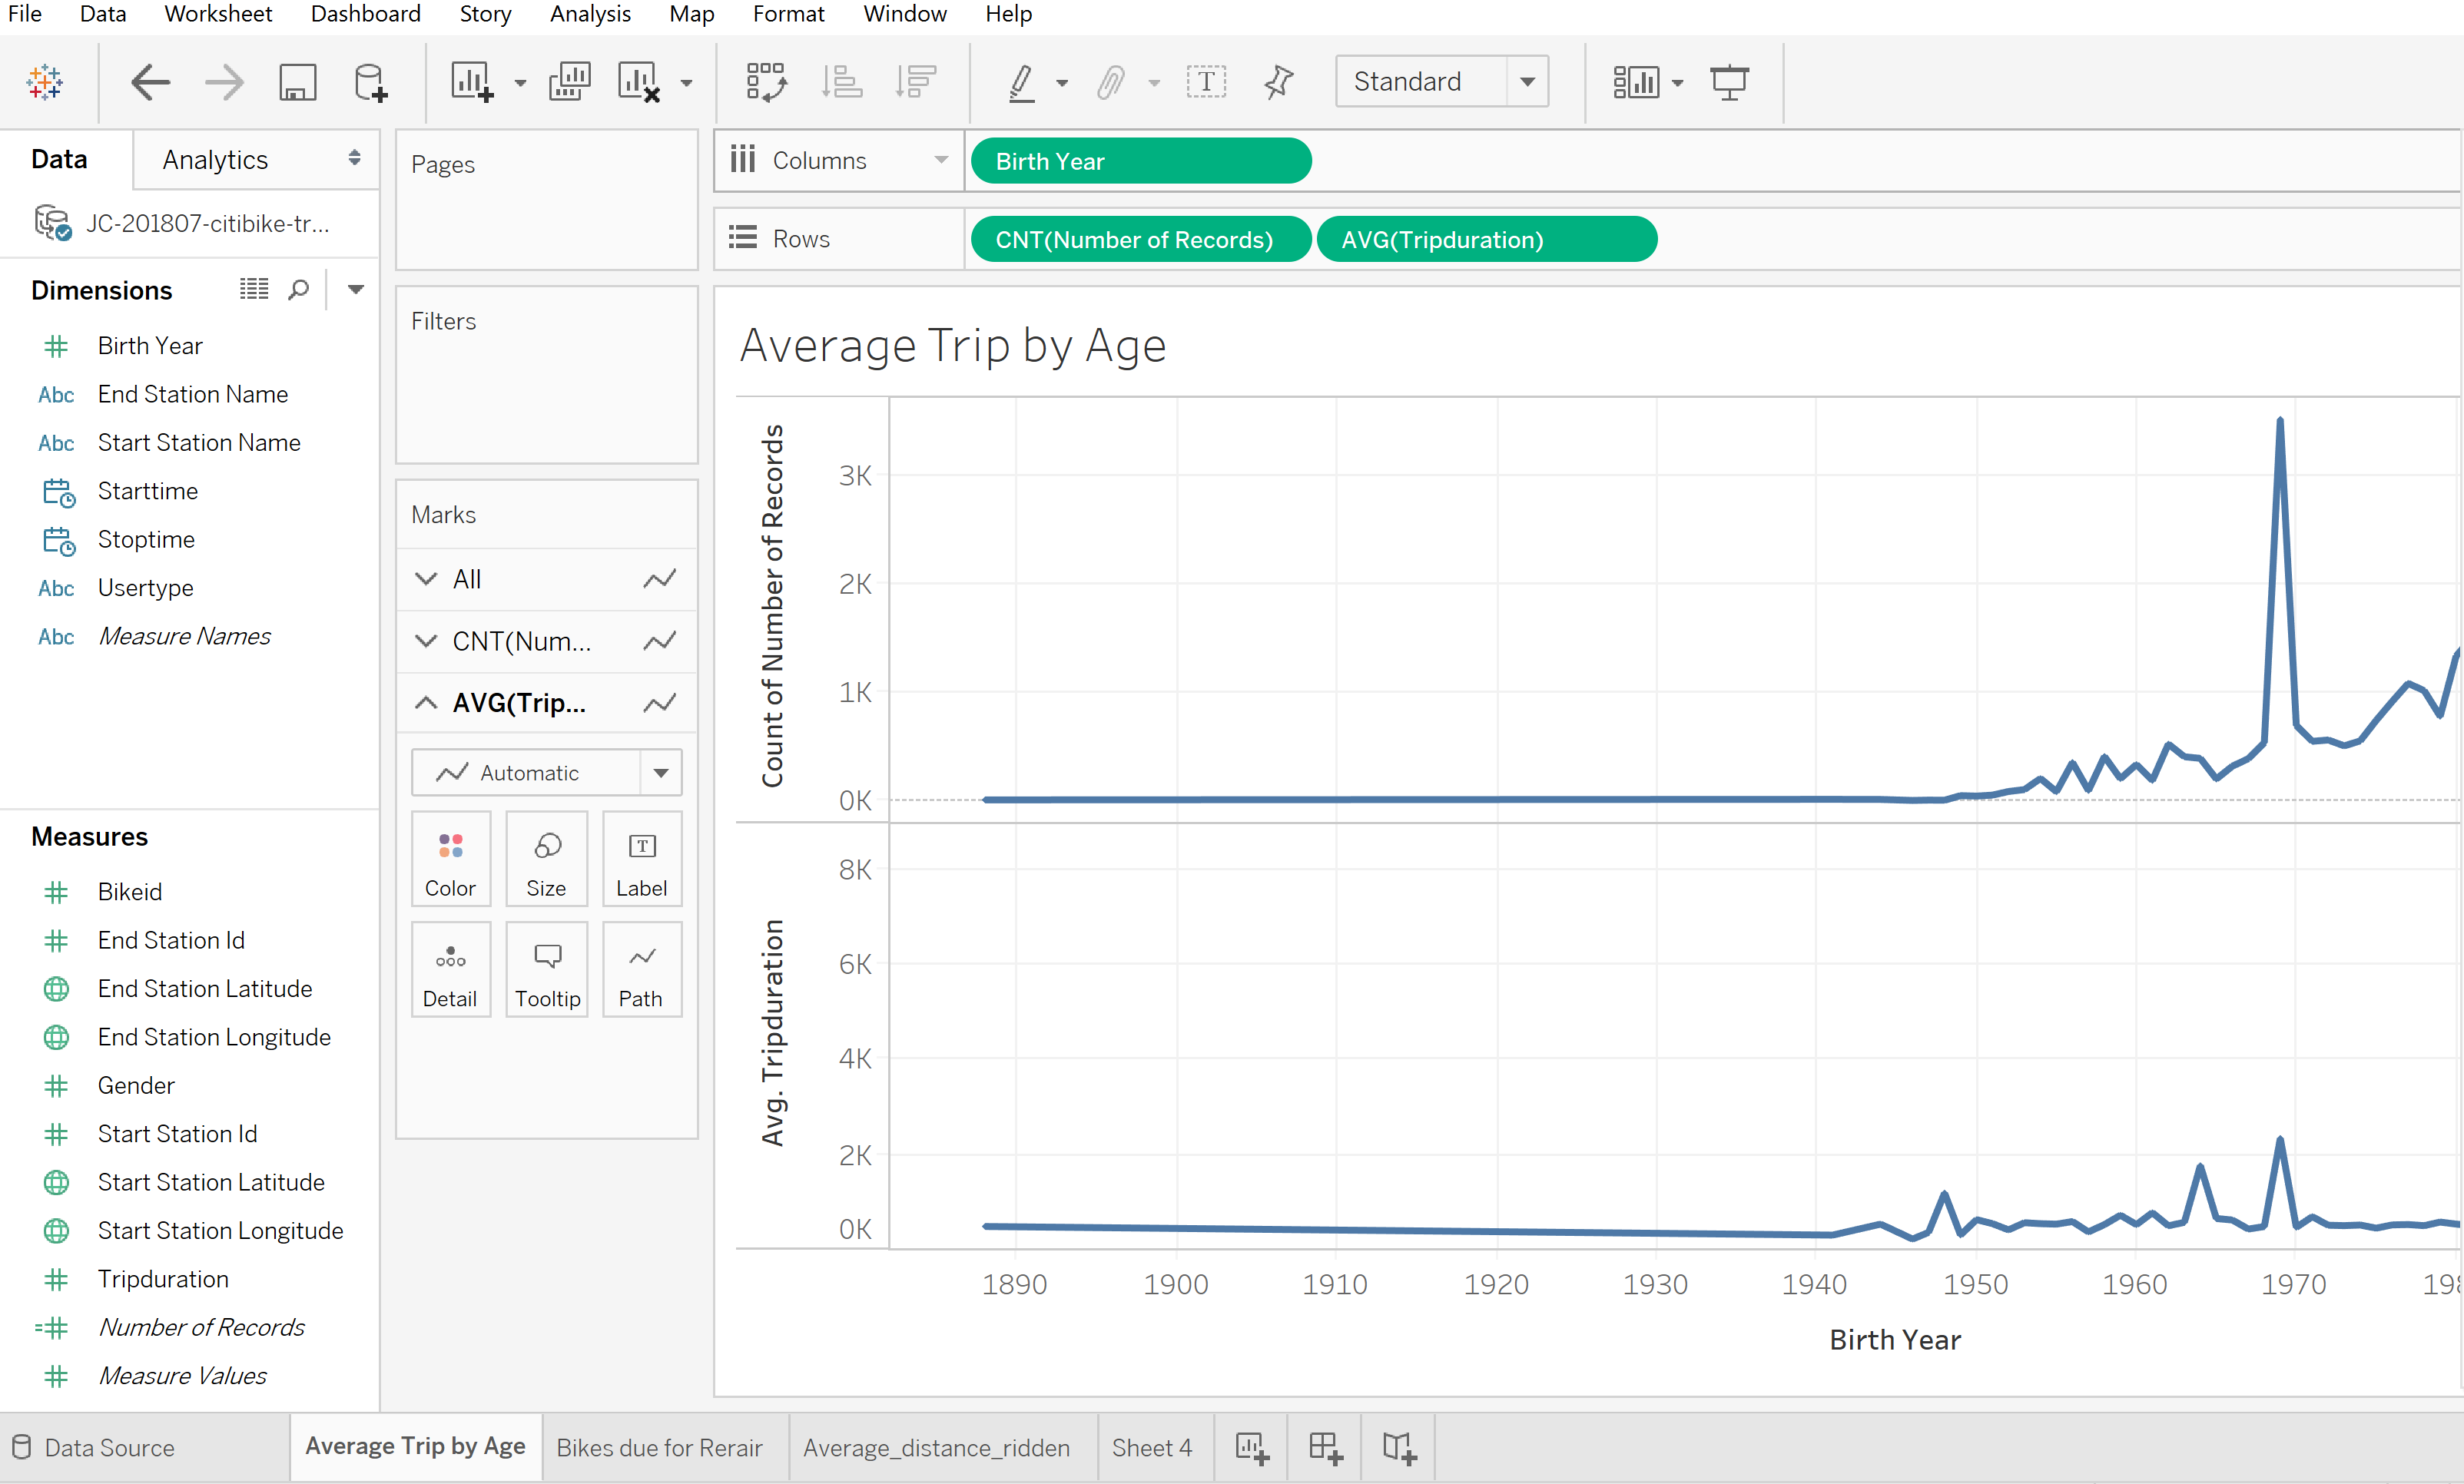 File Data Worksheet Dashboard Story Analysis Map Format Window Help
Standard
Data Analytics
JC-201807-citibike-tr...
Dimensions
Birth Year
Abc End Station Name
Abc Start Station Name
Starttime
Stoptime
Abc Usertype
Abc Measure Names
Measures
Bikeid
End Station Id
End Station Latitude
End Station Longitude
Gender
Start Station Id
Start Station Latitude
Start Station Longitude
Tripduration
Number of Records
Measure Values
Pages
Filters
Marks
All
CNT(Num...
AVG(Trip...
Automatic
Color Size Label
Detail Tooltip Path
Columns Birth Year
Rows CNT(Number of Records) AVG(Tripduration)
Average Trip by Age
Count of Number of Records
3K
2K
1K
0K
Avg. Tripduration
8K
6K
4K
2K
0K
1890 1900 1910 1920 1930 1940 1950 1960 1970
Birth Year
Data Source Average Trip by Age Bikes due for Rerair Average_distance_ridden Sheet 4